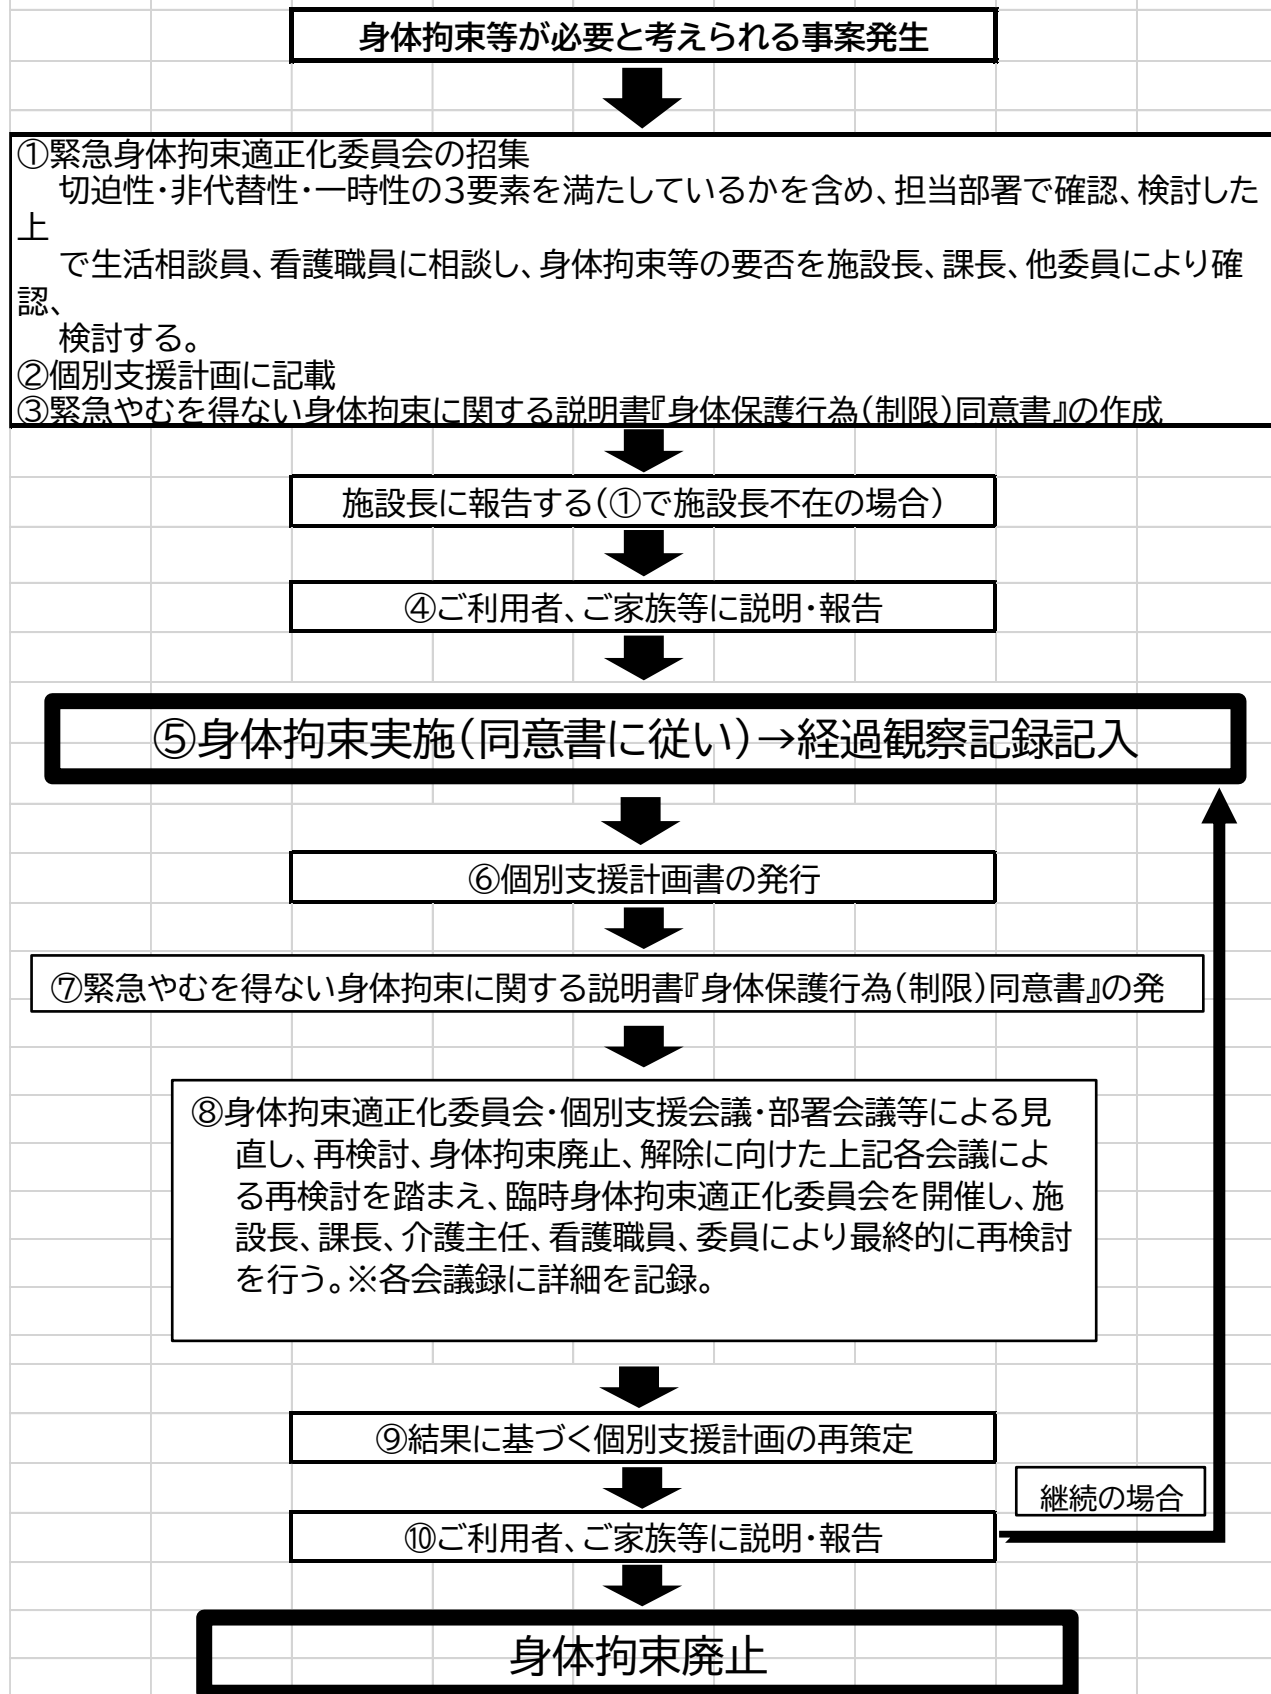 身体拘束等が必要と考えられる事案発生
①緊急身体拘束適正化委員会の招集
切迫性・非代替性・一時性の３要素を満たしているかを含め、担当部署で確認、検討した
上
で生活相談員、看護職員に相談し、身体拘束等の要否を施設長、課長、他委員により確
認、
検討する。
②個別支援計画に記載
③緊急やむを得ない身体拘束に関する説明書『身体保護行為（制限）同意書』の作成
施設長に報告する（①で施設長不在の場合）
④ご利用者、ご家族等に説明・報告
⑤身体拘束実施（同意書に従い）→経過観察記録記入
⑥個別支援計画書の発行
⑦緊急やむを得ない身体拘束に関する説明書『身体保護行為（制限）同意書』の発
⑧身体拘束適正化委員会・個別支援会議・部署会議等による見
直し、再検討、身体拘束廃止、解除に向けた上記各会議によ
る再検討を踏まえ、臨時身体拘束適正化委員会を開催し、施
設長、課長、介護主任、看護職員、委員により最終的に再検討
を行う。※各会議録に詳細を記録。
⑨結果に基づく個別支援計画の再策定
継続の場合
⑩ご利用者、ご家族等に説明・報告
身体拘束廃止